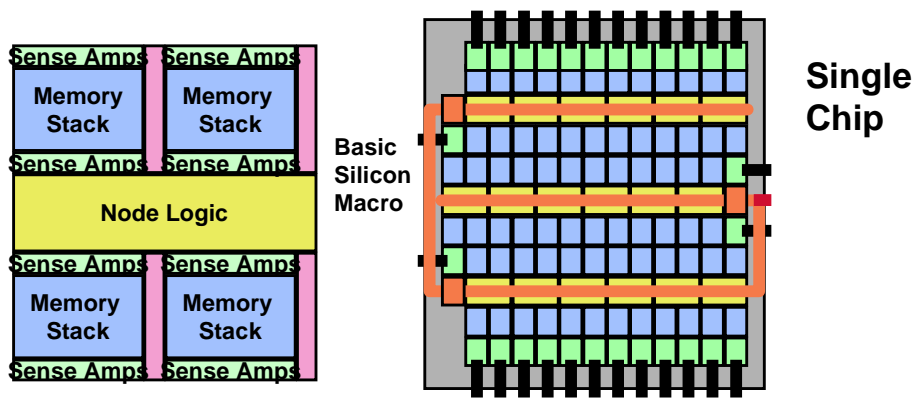 Sense Amps Sense Amps
Memory
Stack
Memory
Stack
Sense Amps Sense Amps
Node Logic
Sense Amps Sense Amps
Memory
Stack
Memory
Stack
Sense Amps Sense Amps
Basic
Silicon
Macro
Single
Chip